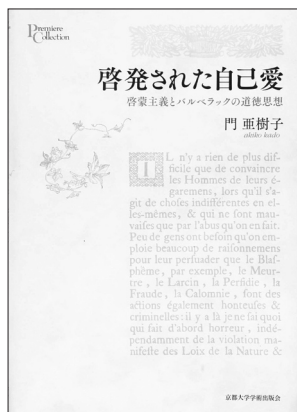 Premiere
Collection
啓発された自己愛
啓蒙主義とバルベラックの道徳思想
門 亜樹子
akiko kado
IL n'y a rien de plus dif-
ficile que de convaincre
les Hommes de leurs é-
garemens, lors qu'il s'a-
git de choses indifférentes en el-
les-mêmes, & qui ne sont mau-
vaises que par l'abus qu'on en fait.
Peu de gens ont besoin qu'on em-
ploie beaucoup de raisonnemens
pour leur persuader que le Blas-
phème, par exemple, le Meur-
tre, le Larcin, la Perfidie, la
Fraude, la Calomnie, font des
actions également honteuses &
criminelles: il y a là je ne sai quoi
qui fait d'abord horreur, indé-
pendamment de la violation ma-
nifeste des Loix de la Nature &
京都大学学術出版会